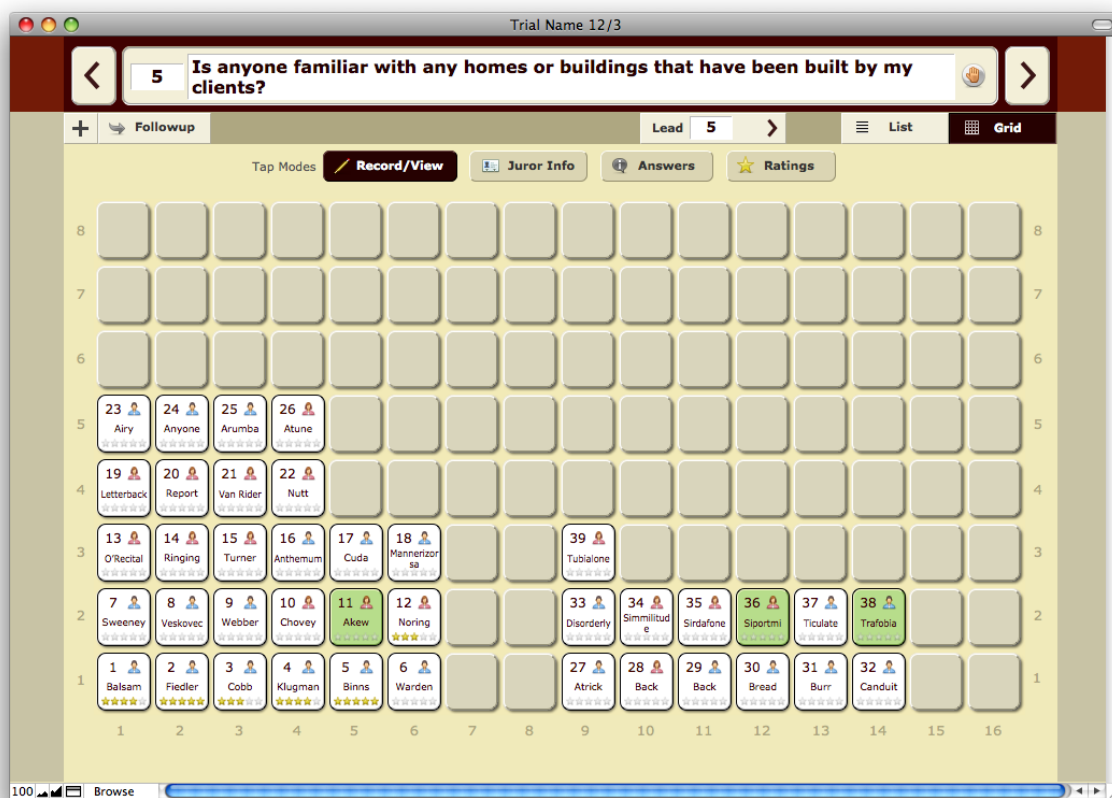 Trial Name 12/3
5 Is anyone familiar with any homes or buildings that have been built by my
clients?
Followup Lead 5 List Grid
Tap Modes Record/View Juror Info Answers Ratings
8 8
7 7
6 6
23 24 25 26
5 Airy Anyone Arumba Atune 5
19 20 21 22
4 Letterback Report Van Rider Nutt 4
13 14 15 16 17 18 39
3 O'Recital Ringing Turner Anthemum Cuda Mannerizor Tubialone 3
sa
7 8 9 10 11 12 33 34 35 36 37 38
2 Sweeney Veskovec Webber Chovey Akew Noring Disorderly Simmilitud Sirdafone Siportmi Ticulate Trafobla 2
e
1 2 3 4 5 6 27 28 29 30 31 32
1 Balsam Fiedler Cobb Klugman Binns Warden Atrick Back Back Bread Burr Canduit 1
1 2 3 4 5 6 7 8 9 10 11 12 13 14 15 16
100 Browse